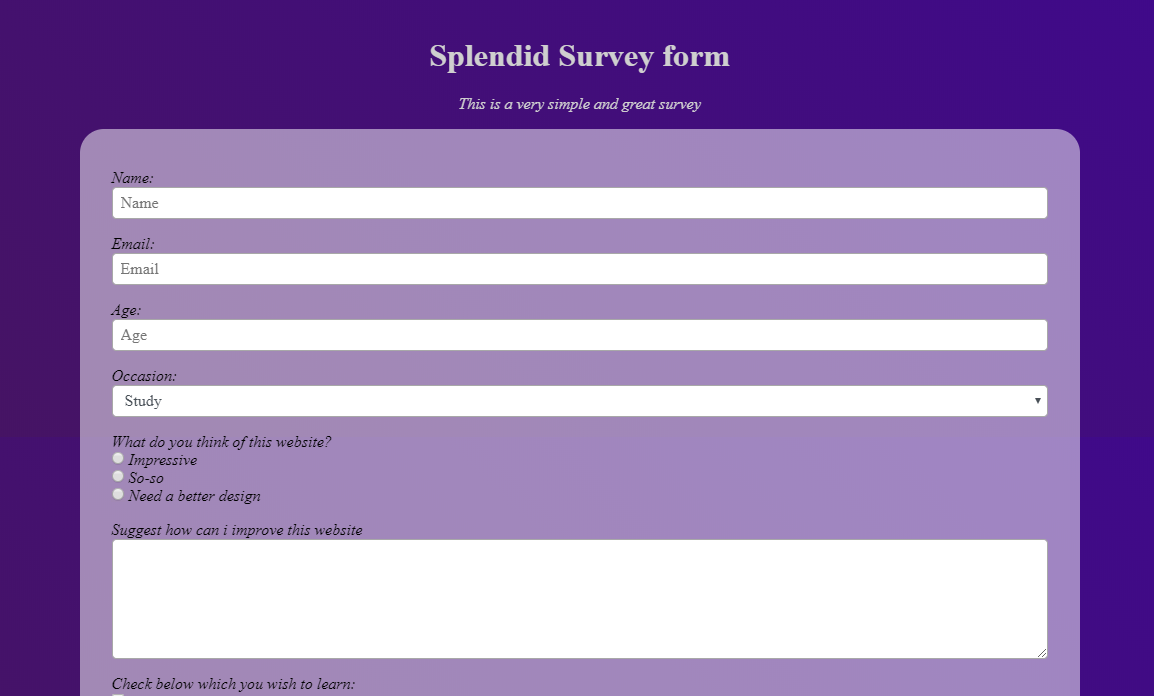 Splendid Survey form
This is a very simple and great survey
Name:
Name
Email:
Email
Age:
Age
Occasion:
Study
What do you think of this website?
Impressive
So-so
Need a better design
Suggest how can i improve this website
Check below which you wish to learn: